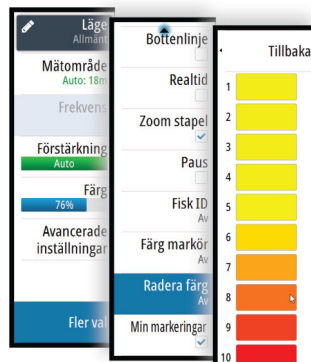 Läge
Allmänt
Mätområde
Auto: 18m
Frekvens
Förstärkning
Auto
Färg
76%
Avancerade
inställningar
Fler val
Bottenlinje
Realtid
Zoom stapel
Paus
Fisk ID
Av
Färg markör
Av
Radera färg
Av
Min markeringar
Tillbaka
1
2
3
4
5
6
7
8
9
10